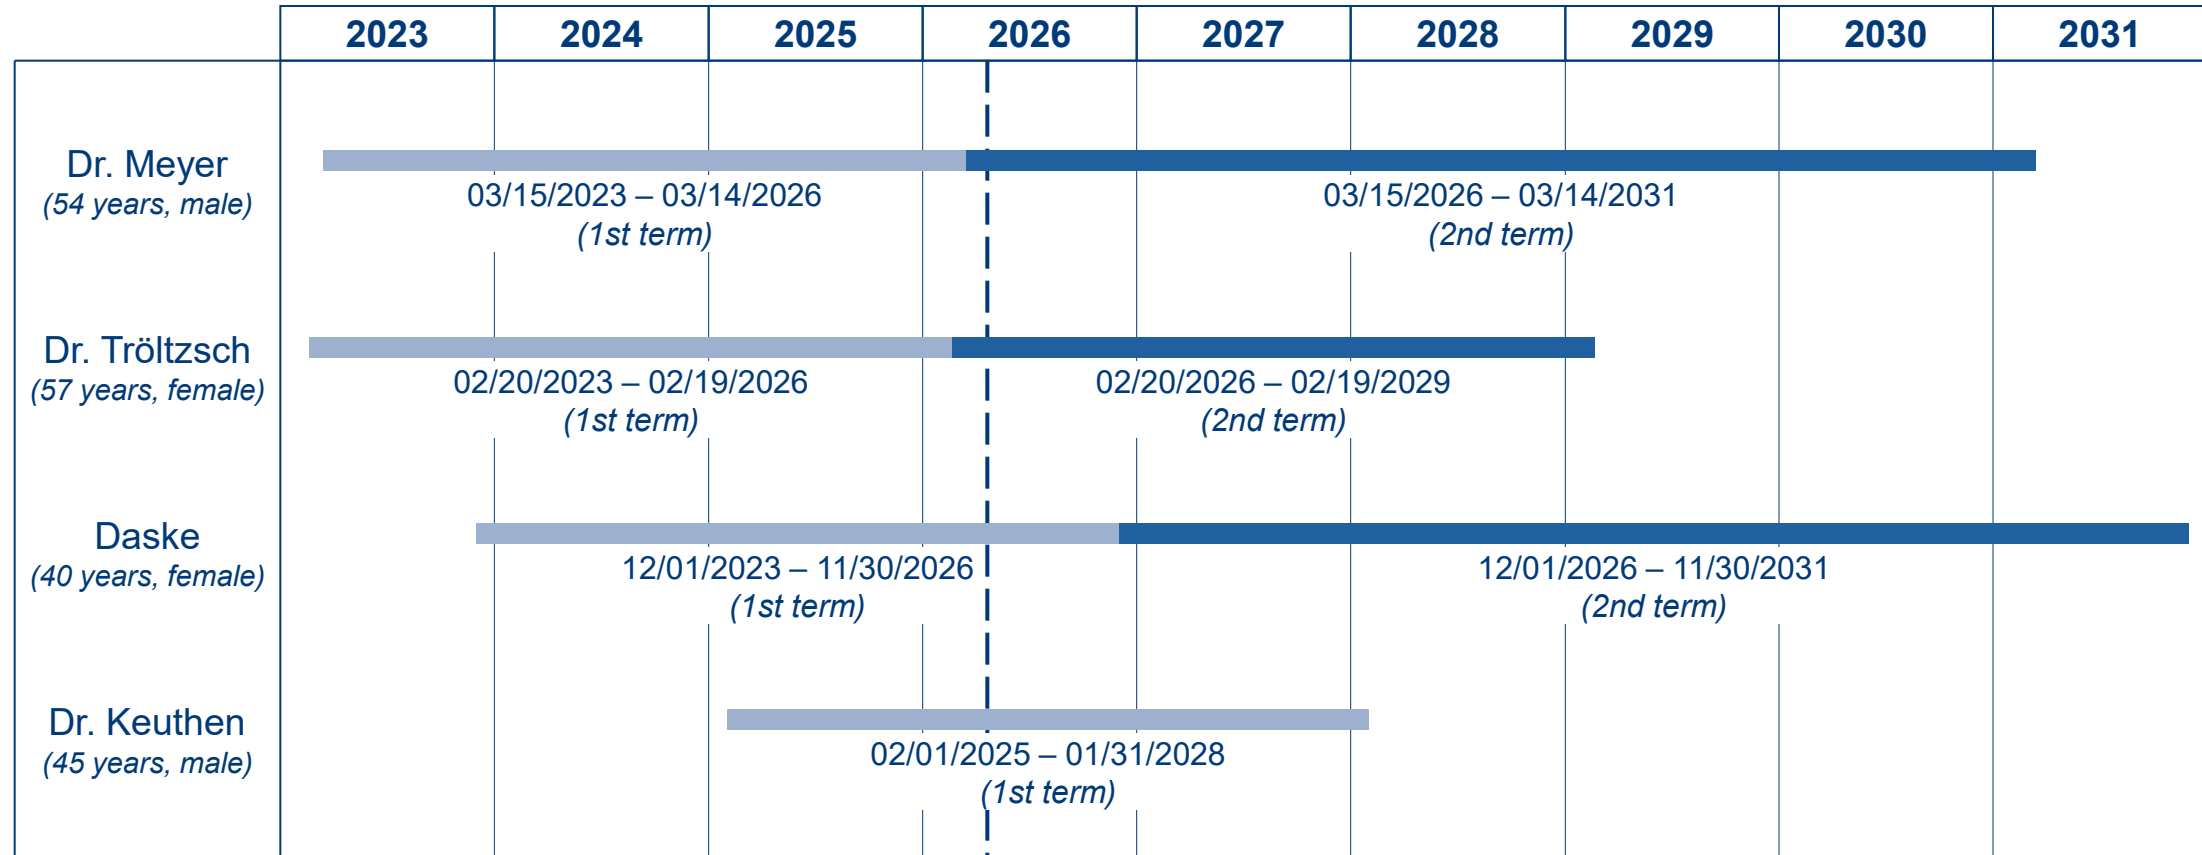 2023 2024 2025 2026 2027 2028 2029 2030 2031
Dr. Meyer
(54 years, male)
03/15/2023 – 03/14/2026
(1st term)
03/15/2026 – 03/14/2031
(2nd term)
Dr. Tröltzsch
(57 years, female)
02/20/2023 – 02/19/2026
(1st term)
02/20/2026 – 02/19/2029
(2nd term)
Daske
(40 years, female)
12/01/2023 – 11/30/2026
(1st term)
12/01/2026 – 11/30/2031
(2nd term)
Dr. Keuthen
(45 years, male)
02/01/2025 – 01/31/2028
(1st term)